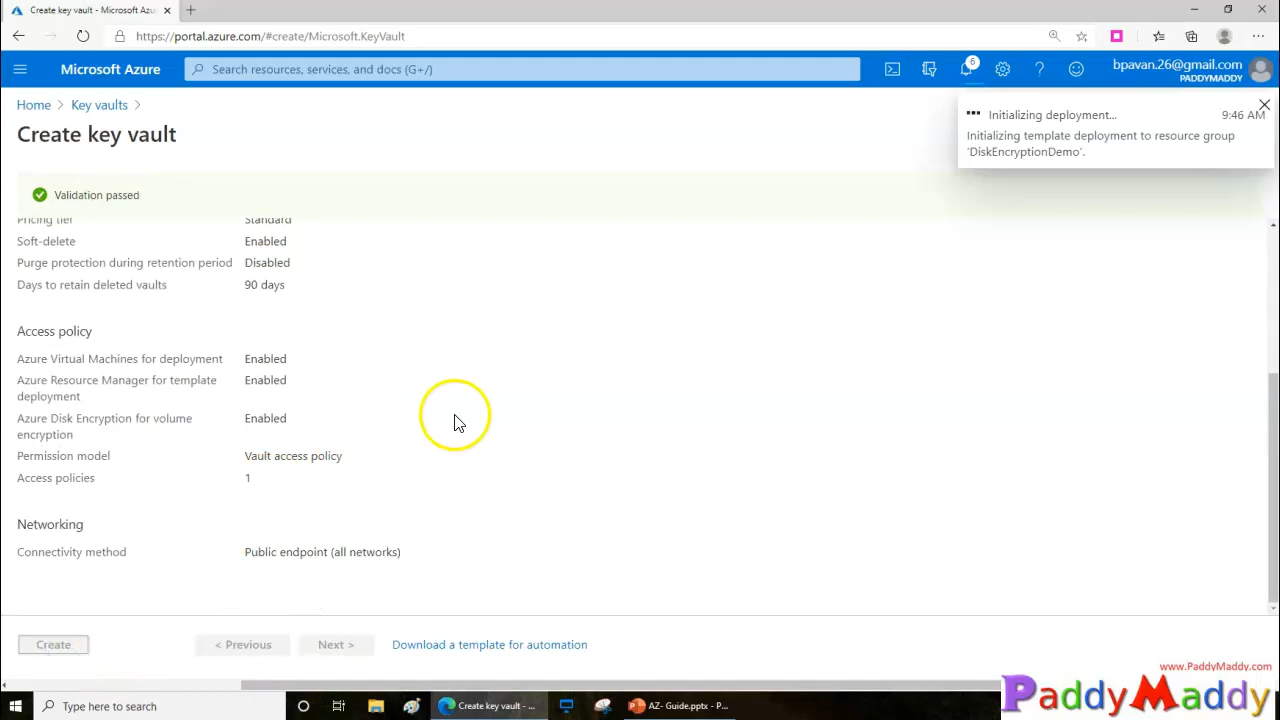 Create key vault - Microsoft Azu
https://portal.azure.com/#create/Microsoft.KeyVault
Microsoft Azure
Search resources, services, and docs (G+/)
6
bpavan.26@gmail.com
PADDYMADDY
Home > Key vaults >
Create key vault
Initializing deployment... 9:46 AM
Initializing template deployment to resource group
'DiskEncryptionDemo'.
Validation passed
Pricing tier Standard
Soft-delete Enabled
Purge protection during retention period Disabled
Days to retain deleted vaults 90 days
Access policy
Azure Virtual Machines for deployment Enabled
Azure Resource Manager for template Enabled
deployment
Azure Disk Encryption for volume Enabled
encryption
Permission model Vault access policy
Access policies 1
Networking
Connectivity method Public endpoint (all networks)
Create < Previous Next > Download a template for automation
www.PaddyMaddy.com
PaddyMaddy
Type here to search Create key vault - ... AZ- Guide.pptx - P...